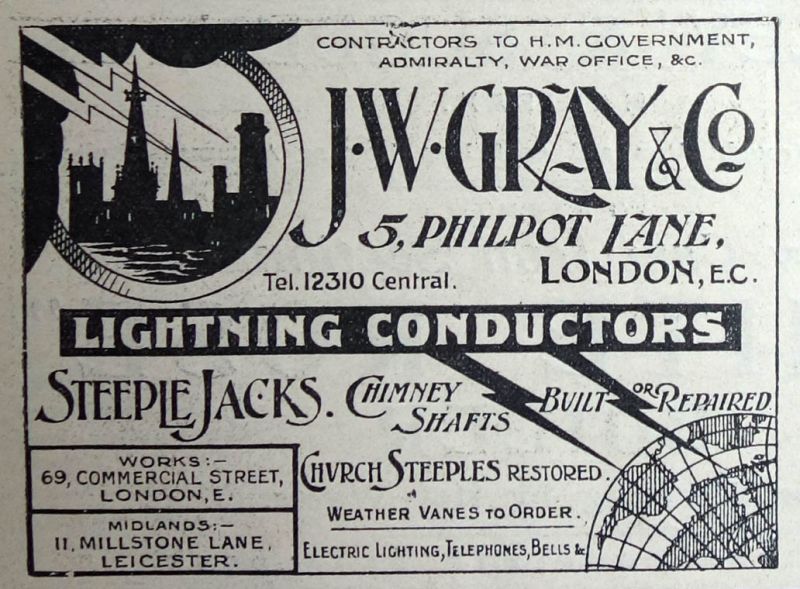 CONTRACTORS TO H.M. GOVERNMENT,
ADMIRALTY, WAR OFFICE, &C.
J.W. GRAY & CO
5, PHILPOT LANE,
LONDON, E.C.
Tel. 12310 Central.
LIGHTNING CONDUCTORS
STEEPLE JACKS. CHIMNEY SHAFTS BUILT OR REPAIRED.
WORKS:—
69, COMMERCIAL STREET,
LONDON, E.
MIDLANDS:—
11, MILLSTONE LANE,
LEICESTER.
CHVRCH STEEPLES RESTORED.
WEATHER VANES TO ORDER.
ELECTRIC LIGHTING, TELEPHONES, BELLS &c